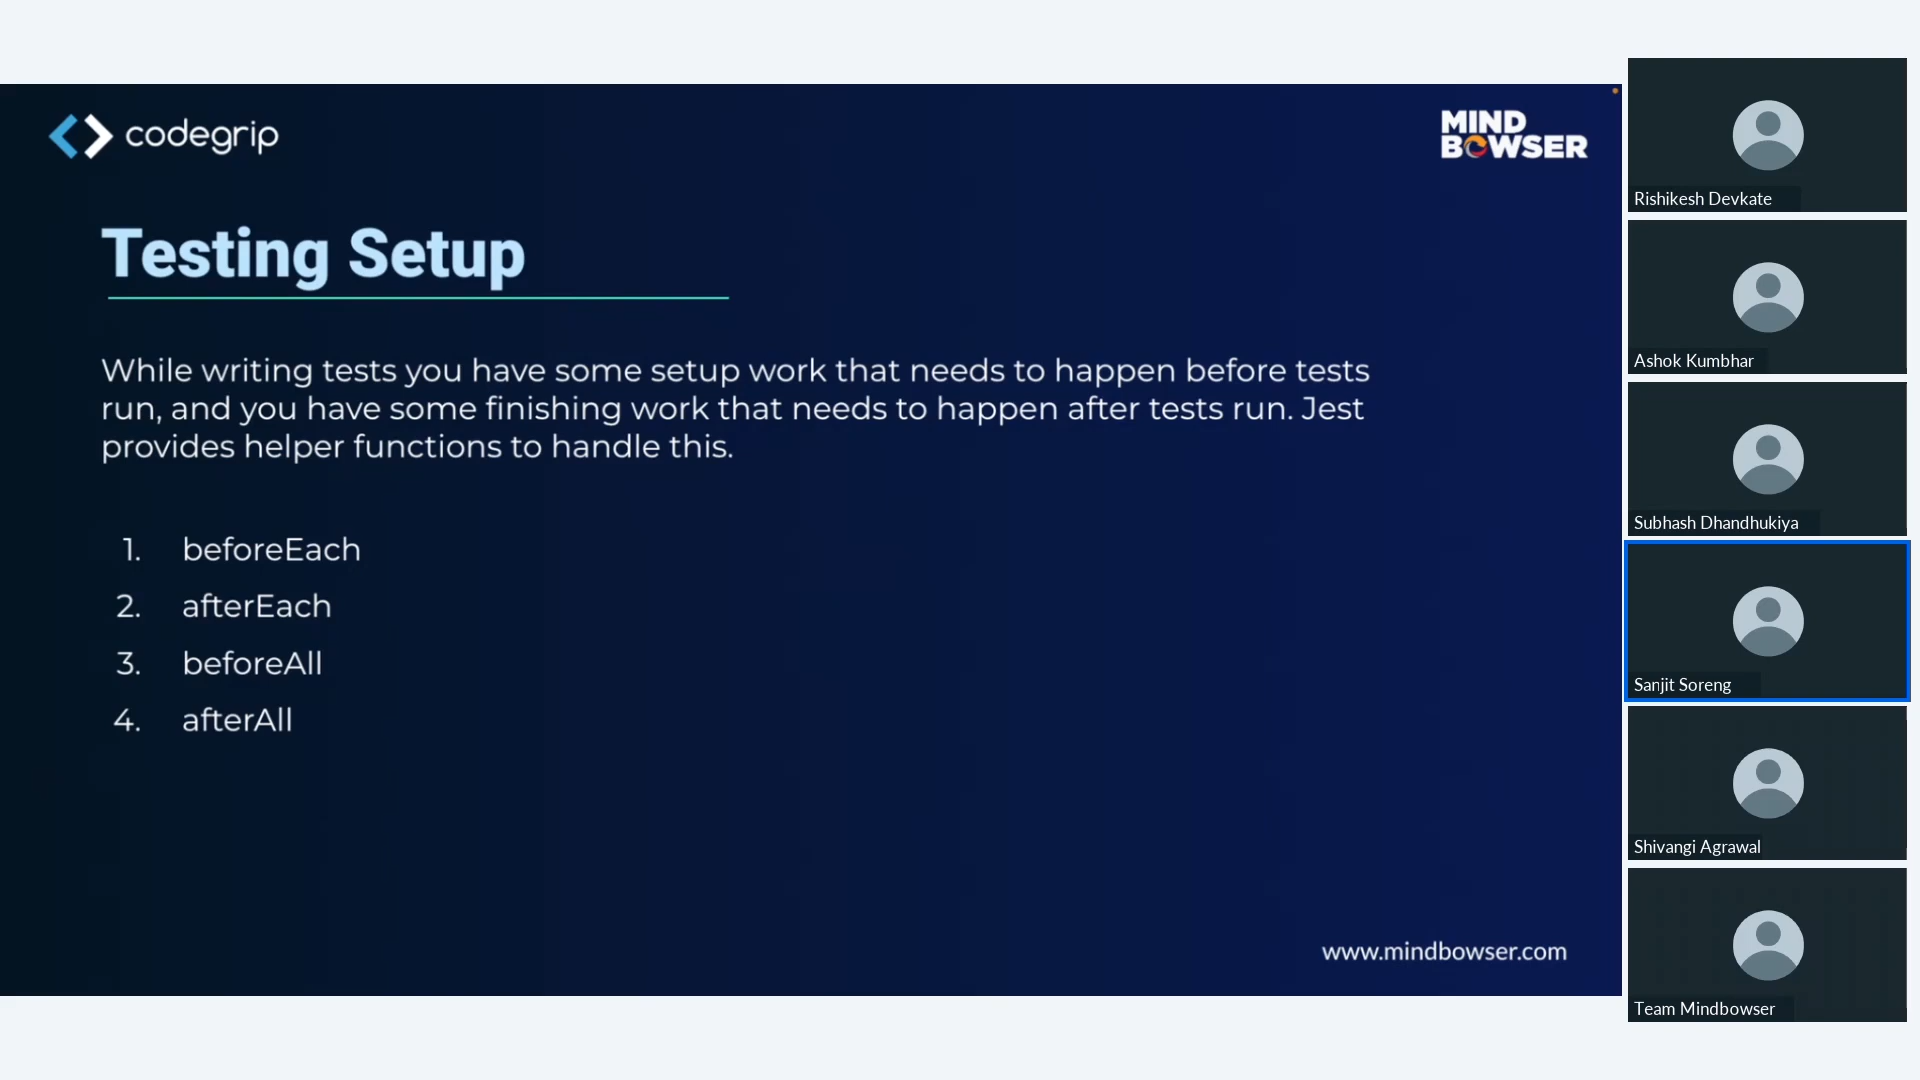 codegrip
MIND
BOWSER
Testing Setup
While writing tests you have some setup work that needs to happen before tests
run, and you have some finishing work that needs to happen after tests run. Jest
provides helper functions to handle this.
1. beforeEach
2. afterEach
3. beforeAll
4. afterAll
www.mindbowser.com
Rishikesh Devkate
Ashok Kumbhar
Subhash Dhandhukiya
Sanjit Soreng
Shivangi Agrawal
Team Mindbowser